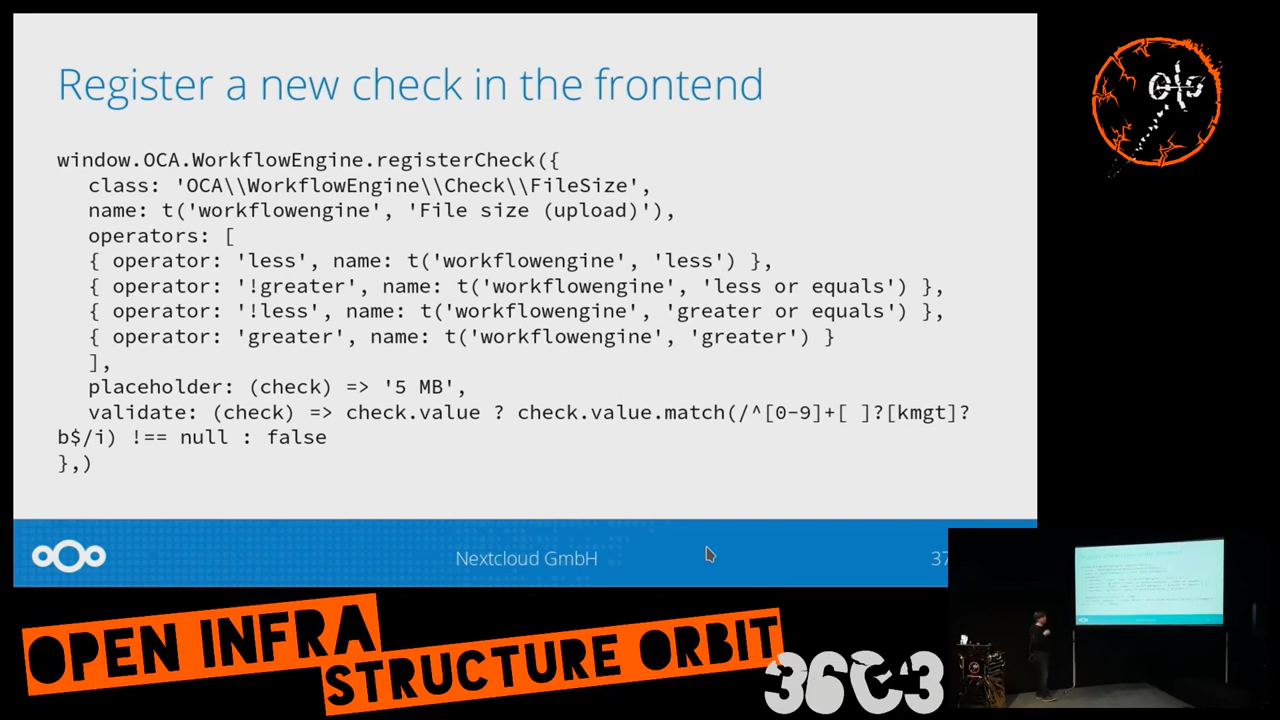 Register a new check in the frontend
window.OCA.WorkflowEngine.registerCheck({
class: 'OCA\\WorkflowEngine\\Check\\FileSize',
name: t('workflowengine', 'File size (upload)'),
operators: [
{ operator: 'less', name: t('workflowengine', 'less') },
{ operator: '!greater', name: t('workflowengine', 'less or equals') },
{ operator: '!less', name: t('workflowengine', 'greater or equals') },
{ operator: 'greater', name: t('workflowengine', 'greater') }
],
placeholder: (check) => '5 MB',
validate: (check) => check.value ? check.value.match(/^[0-9]+[ ]?[kmgt]?
b$/i) !== null : false
},)
Nextcloud GmbH
37
OPEN INFRA
STRUCTURE ORBIT
36C3